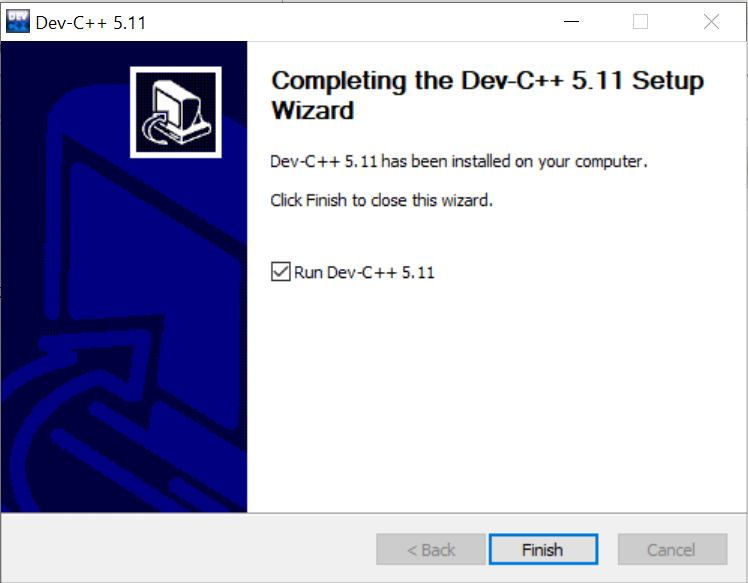 Dev-C++ 5.11
Completing the Dev-C++ 5.11 Setup
Wizard
Dev-C++ 5.11 has been installed on your computer.
Click Finish to close this wizard.
Run Dev-C++ 5.11
< Back
Finish
Cancel